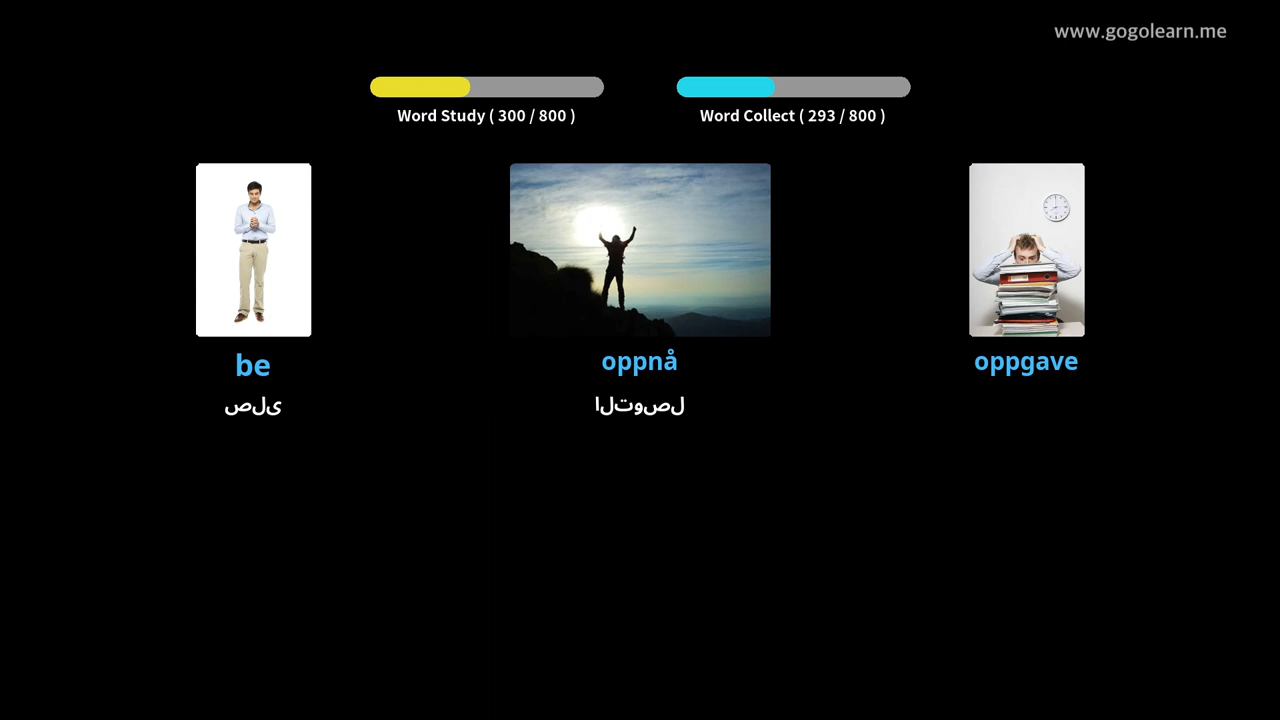 www.gogolearn.me
Word Study ( 300 / 800 )
Word Collect ( 293 / 800 )
be
oppnå
oppgave
صلى
التوصل